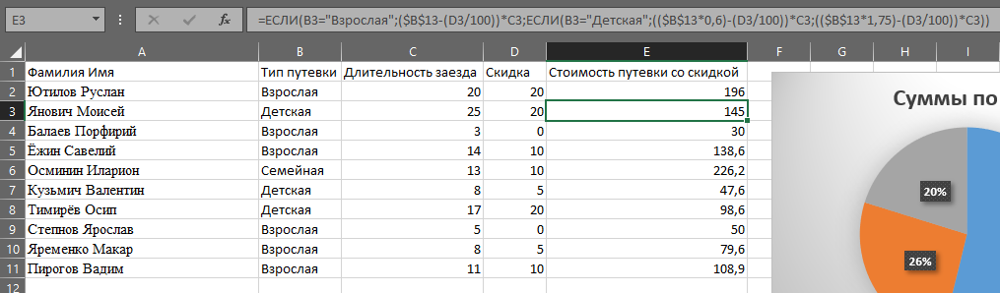 E3 =ЕСЛИ(B3="Взрослая";($B$13-(D3/100))*C3;ЕСЛИ(B3="Детская";(($B$13*0,6)-(D3/100))*C3;(($B$13*1,75)-(D3/100))*C3))
A B C D E F G H I
1 Фамилия Имя Тип путевки Длительность заезда Скидка Стоимость путевки со скидкой
2 Ютилов Руслан Взрослая 20 20 196
3 Янович Моисей Детская 25 20 145
4 Балаев Порфирий Взрослая 3 0 30
5 Ёжин Савелий Взрослая 14 10 138,6
6 Осминин Иларион Семейная 13 10 226,2
7 Кузьмич Валентин Детская 8 5 47,6
8 Тимирёв Осип Детская 17 20 98,6
9 Степнов Ярослав Взрослая 5 0 50
10 Яременко Макар Взрослая 8 5 79,6
11 Пирогов Вадим Взрослая 11 10 108,9
12
Суммы по
20%
26%